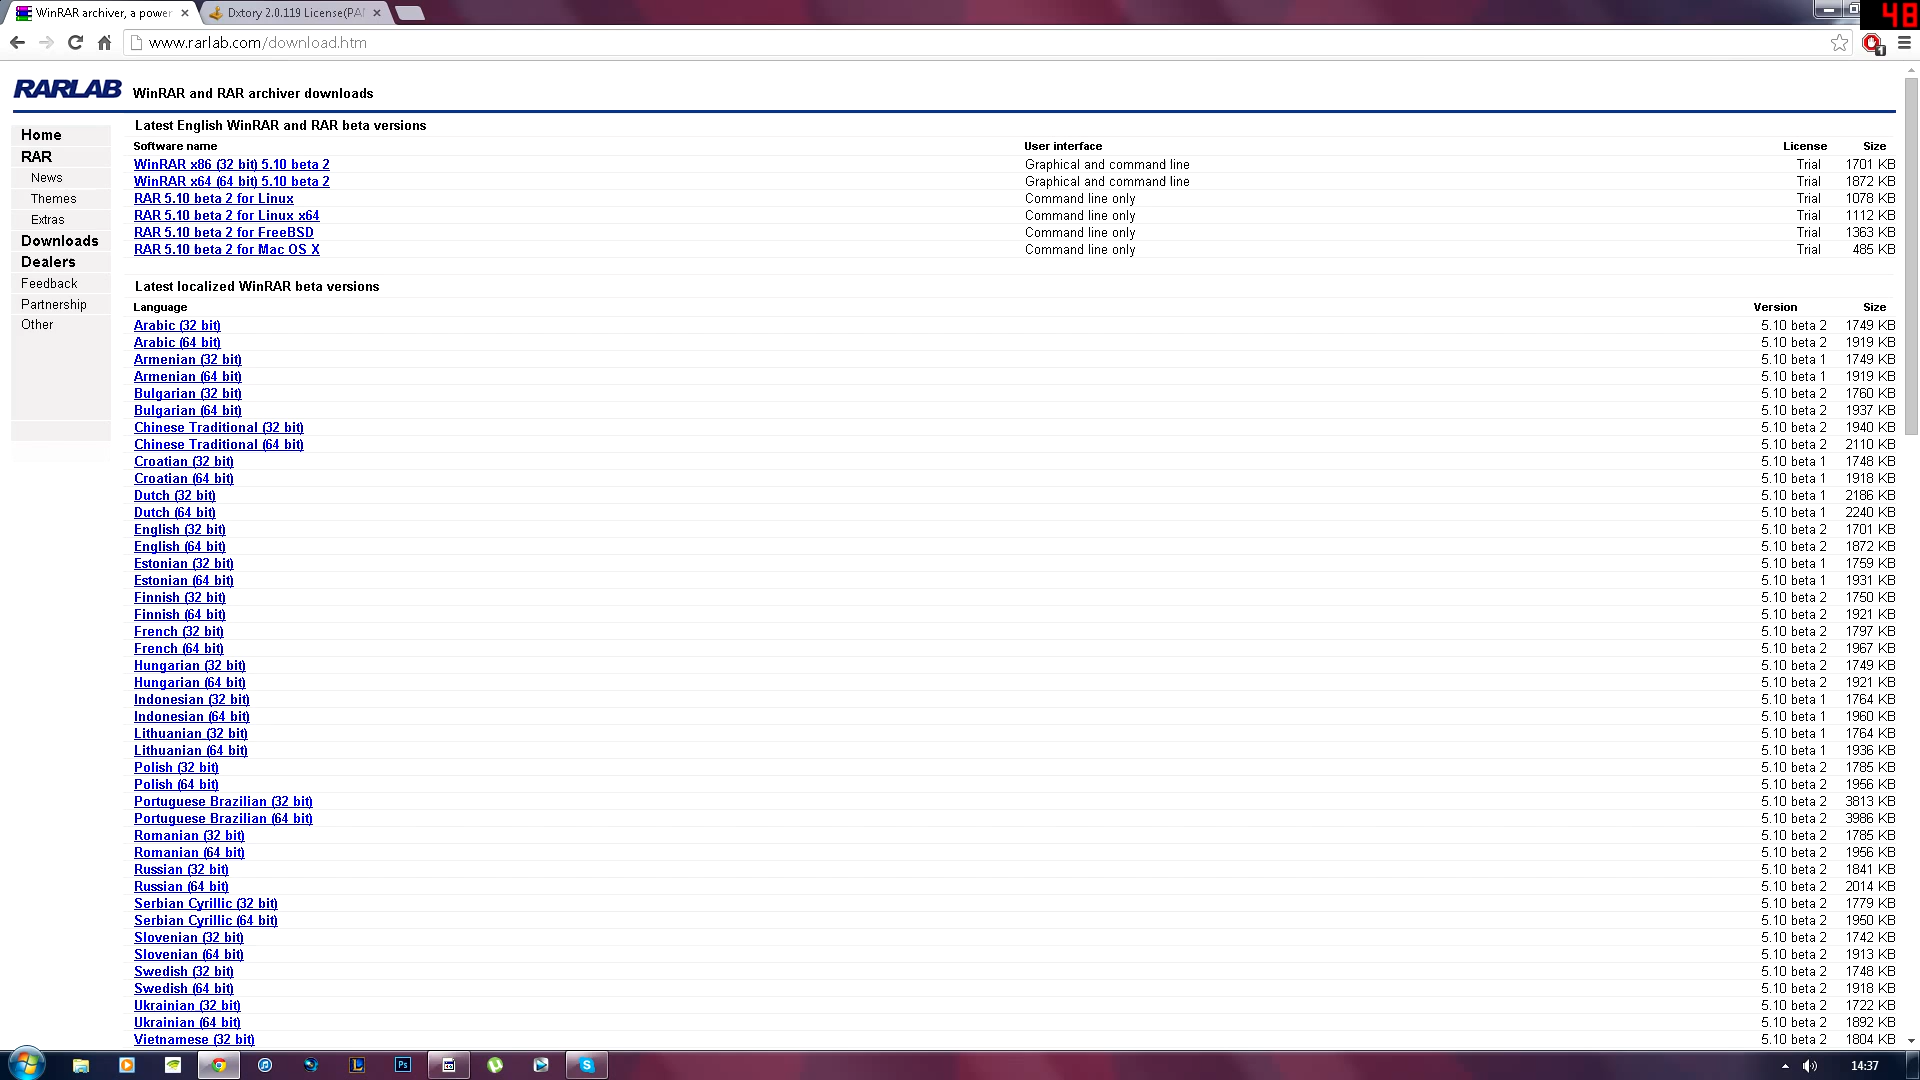 WinRAR archiver, a power
Dxtory 2.0.119 License(PA
48
www.rarlab.com/download.htm
1
RARLAB
WinRAR and RAR archiver downloads
Home
RAR
News
Themes
Extras
Downloads
Dealers
Feedback
Partnership
Other
Latest English WinRAR and RAR beta versions
Software name User interface License Size
WinRAR x86 (32 bit) 5.10 beta 2 Graphical and command line Trial 1701 KB
WinRAR x64 (64 bit) 5.10 beta 2 Graphical and command line Trial 1872 KB
RAR 5.10 beta 2 for Linux Command line only Trial 1078 KB
RAR 5.10 beta 2 for Linux x64 Command line only Trial 1112 KB
RAR 5.10 beta 2 for FreeBSD Command line only Trial 1363 KB
RAR 5.10 beta 2 for Mac OS X Command line only Trial 485 KB
Latest localized WinRAR beta versions
Language Version Size
Arabic (32 bit) 5.10 beta 2 1749 KB
Arabic (64 bit) 5.10 beta 2 1919 KB
Armenian (32 bit) 5.10 beta 1 1749 KB
Armenian (64 bit) 5.10 beta 1 1919 KB
Bulgarian (32 bit) 5.10 beta 2 1760 KB
Bulgarian (64 bit) 5.10 beta 2 1937 KB
Chinese Traditional (32 bit) 5.10 beta 2 1940 KB
Chinese Traditional (64 bit) 5.10 beta 2 2110 KB
Croatian (32 bit) 5.10 beta 1 1748 KB
Croatian (64 bit) 5.10 beta 1 1918 KB
Dutch (32 bit) 5.10 beta 1 2186 KB
Dutch (64 bit) 5.10 beta 1 2240 KB
English (32 bit) 5.10 beta 2 1701 KB
English (64 bit) 5.10 beta 2 1872 KB
Estonian (32 bit) 5.10 beta 1 1759 KB
Estonian (64 bit) 5.10 beta 1 1931 KB
Finnish (32 bit) 5.10 beta 2 1750 KB
Finnish (64 bit) 5.10 beta 2 1921 KB
French (32 bit) 5.10 beta 2 1797 KB
French (64 bit) 5.10 beta 2 1967 KB
Hungarian (32 bit) 5.10 beta 2 1749 KB
Hungarian (64 bit) 5.10 beta 2 1921 KB
Indonesian (32 bit) 5.10 beta 1 1764 KB
Indonesian (64 bit) 5.10 beta 1 1960 KB
Lithuanian (32 bit) 5.10 beta 1 1764 KB
Lithuanian (64 bit) 5.10 beta 1 1936 KB
Polish (32 bit) 5.10 beta 2 1785 KB
Polish (64 bit) 5.10 beta 2 1956 KB
Portuguese Brazilian (32 bit) 5.10 beta 2 3813 KB
Portuguese Brazilian (64 bit) 5.10 beta 2 3986 KB
Romanian (32 bit) 5.10 beta 2 1785 KB
Romanian (64 bit) 5.10 beta 2 1956 KB
Russian (32 bit) 5.10 beta 2 1841 KB
Russian (64 bit) 5.10 beta 2 2014 KB
Serbian Cyrillic (32 bit) 5.10 beta 2 1779 KB
Serbian Cyrillic (64 bit) 5.10 beta 2 1950 KB
Slovenian (32 bit) 5.10 beta 2 1742 KB
Slovenian (64 bit) 5.10 beta 2 1913 KB
Swedish (32 bit) 5.10 beta 2 1748 KB
Swedish (64 bit) 5.10 beta 2 1918 KB
Ukrainian (32 bit) 5.10 beta 2 1722 KB
Ukrainian (64 bit) 5.10 beta 2 1892 KB
Vietnamese (32 bit) 5.10 beta 2 1804 KB
Ps
14:37